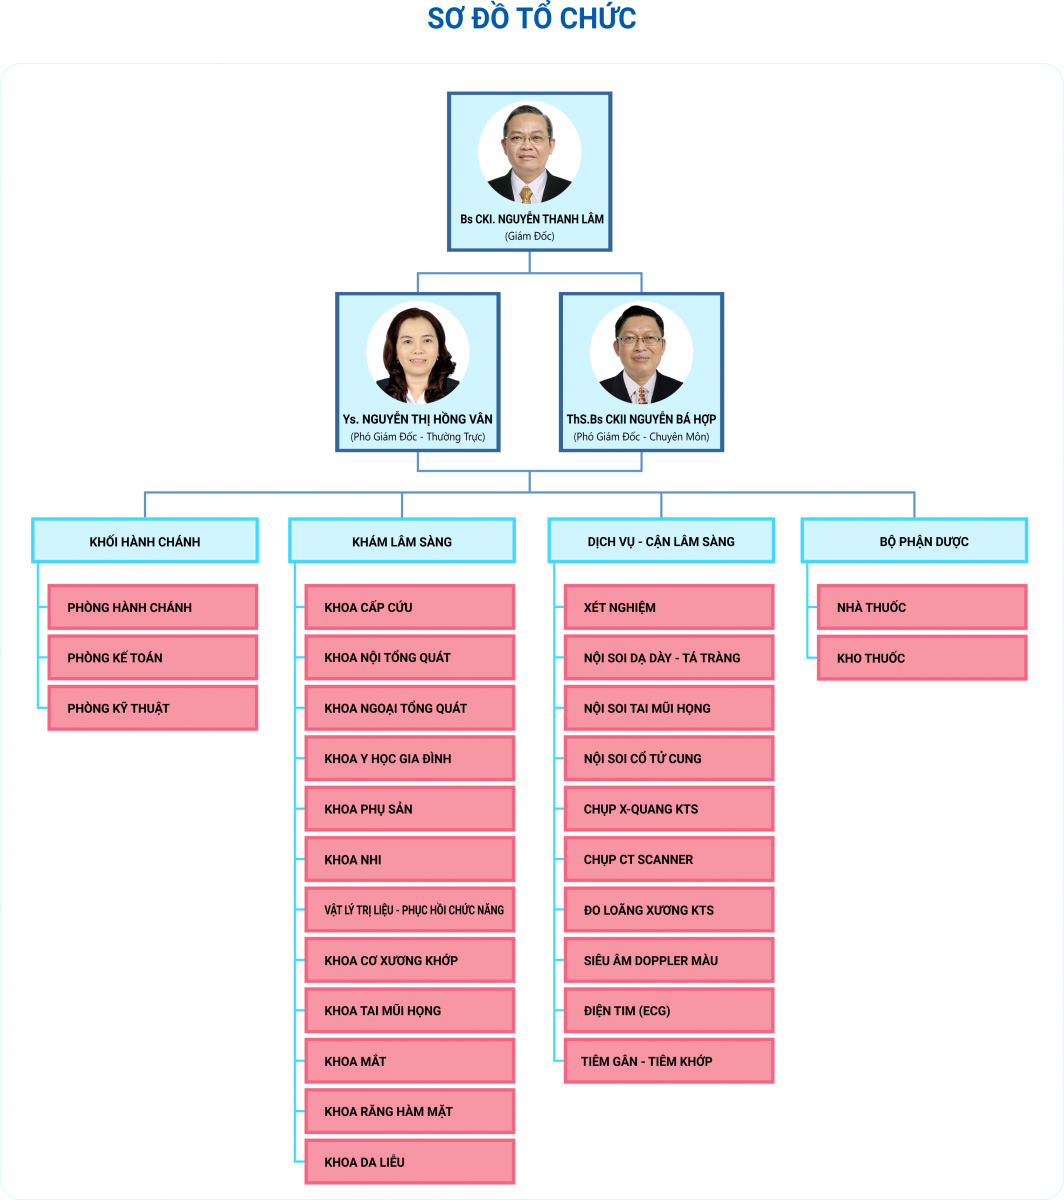 SƠ ĐỒ TỔ CHỨC
Bs CKI. NGUYỄN THANH LÂM
(Giám Đốc)
Ys. NGUYỄN THỊ HỒNG VÂN
(Phó Giám Đốc - Thường Trực)
ThS.Bs CKII NGUYỄN BÁ HỢP
(Phó Giám Đốc - Chuyên Môn)
KHỐI HÀNH CHÁNH
PHÒNG HÀNH CHÁNH
PHÒNG KẾ TOÁN
PHÒNG KỸ THUẬT
KHÁM LÂM SÀNG
KHOA CẤP CỨU
KHOA NỘI TỔNG QUÁT
KHOA NGOẠI TỔNG QUÁT
KHOA Y HỌC GIA ĐÌNH
KHOA PHỤ SẢN
KHOA NHI
VẬT LÝ TRỊ LIỆU - PHỤC HỒI CHỨC NĂNG
KHOA CƠ XƯƠNG KHỚP
KHOA TAI MŨI HỌNG
KHOA MẮT
KHOA RĂNG HÀM MẶT
KHOA DA LIỄU
DỊCH VỤ - CẬN LÂM SÀNG
XÉT NGHIỆM
NỘI SOI DẠ DÀY - TÁ TRÀNG
NỘI SOI TAI MŨI HỌNG
NỘI SOI CỔ TỬ CUNG
CHỤP X-QUANG KTS
CHỤP CT SCANNER
ĐO LOÃNG XƯƠNG KTS
SIÊU ÂM DOPPLER MÀU
ĐIỆN TIM (ECG)
TIÊM GÂN - TIÊM KHỚP
BỘ PHẬN DƯỢC
NHÀ THUỐC
KHO THUỐC